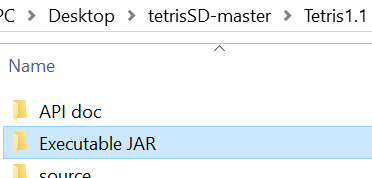 PC > Desktop > tetrisSD-master > Tetris1.1
Name
API doc
Executable JAR
source